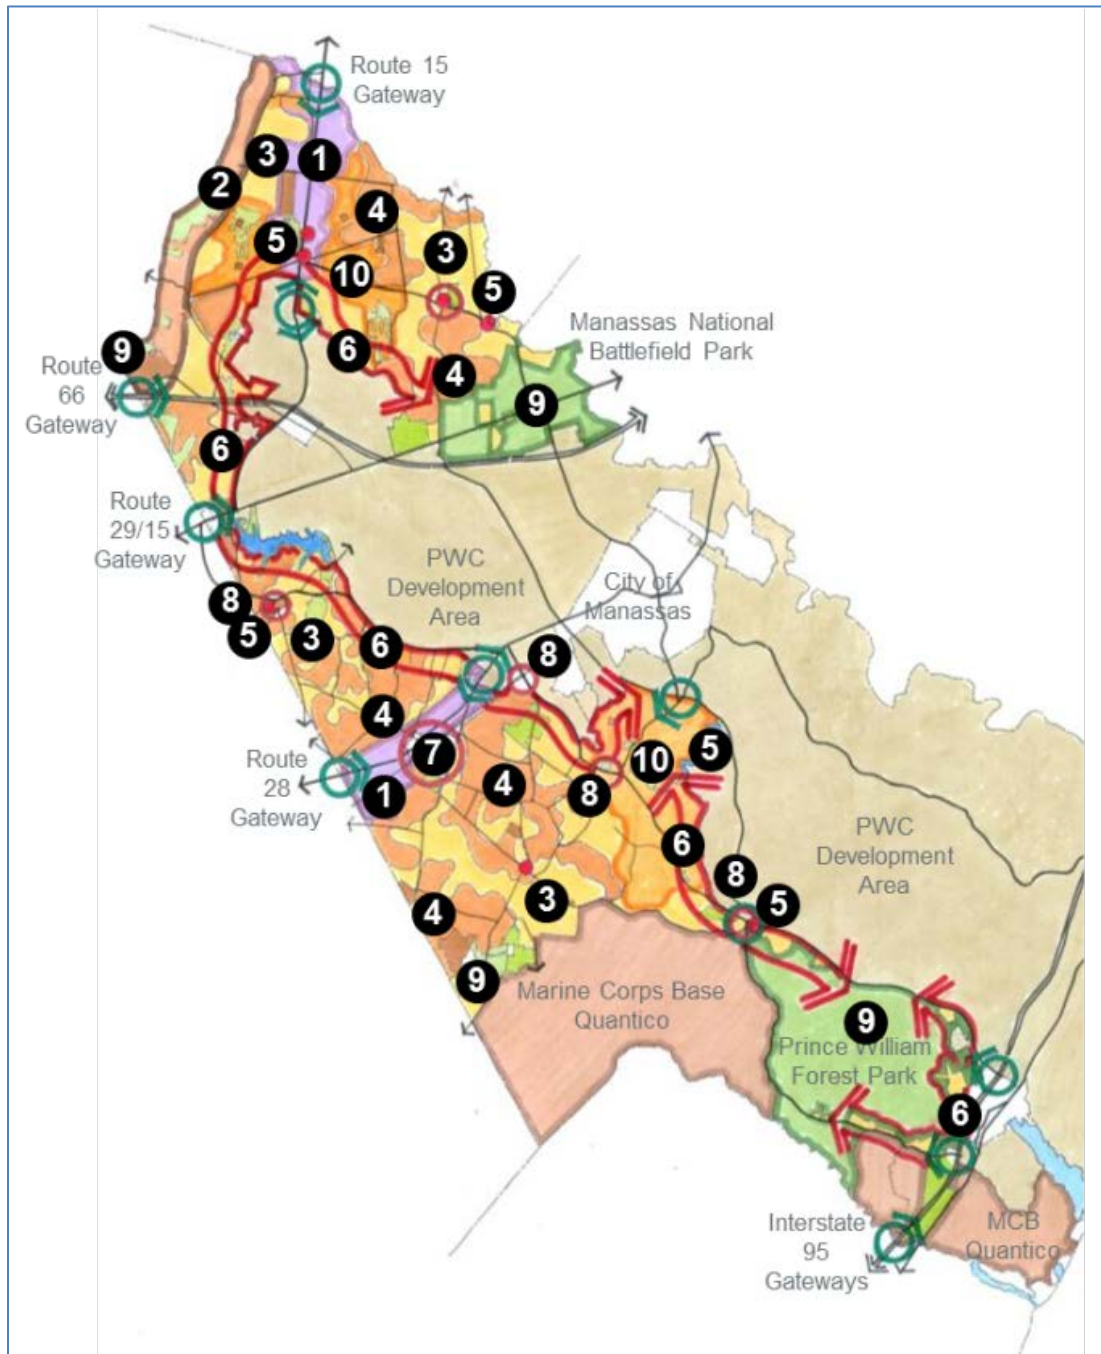 Route 15
Gateway
3
1
2
4
5
3
10
5
Manassas National
Battlefield Park
6
9
Route
66
Gateway
4
9
6
Route
29/15
Gateway
PWC
Development
Area
City of
Manassas
8
5
3
6
8
4
7
10
5
Route
28
Gateway
1
4
8
6
PWC
Development
Area
8
4
3
5
9
Marine Corps Base
Quantico
9
Prince William
Forest Park
6
Interstate
95
Gateways
MCB
Quantico